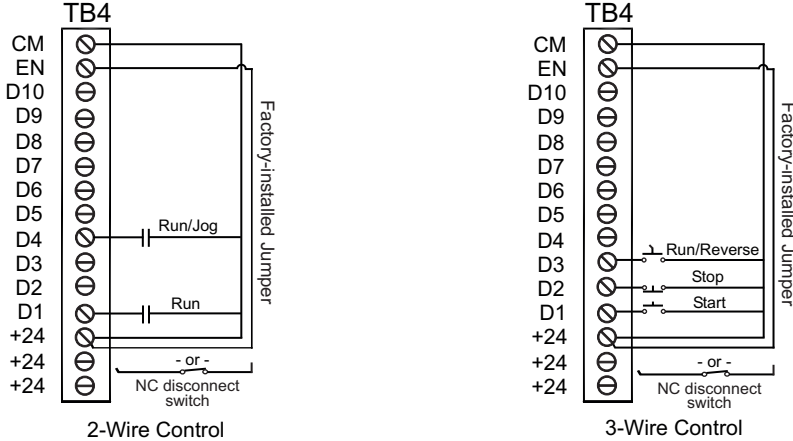 TB4
CM
EN
D10
D9
D8
D7
D6
D5
D4
D3
D2
D1
+24
+24
+24
Run/Jog
Run
Factory-installed Jumper
- or -
NC disconnect
switch
2-Wire Control
TB4
CM
EN
D10
D9
D8
D7
D6
D5
D4
D3
D2
D1
+24
+24
+24
Run/Reverse
Stop
Start
Factory-installed Jumper
- or -
NC disconnect
switch
3-Wire Control